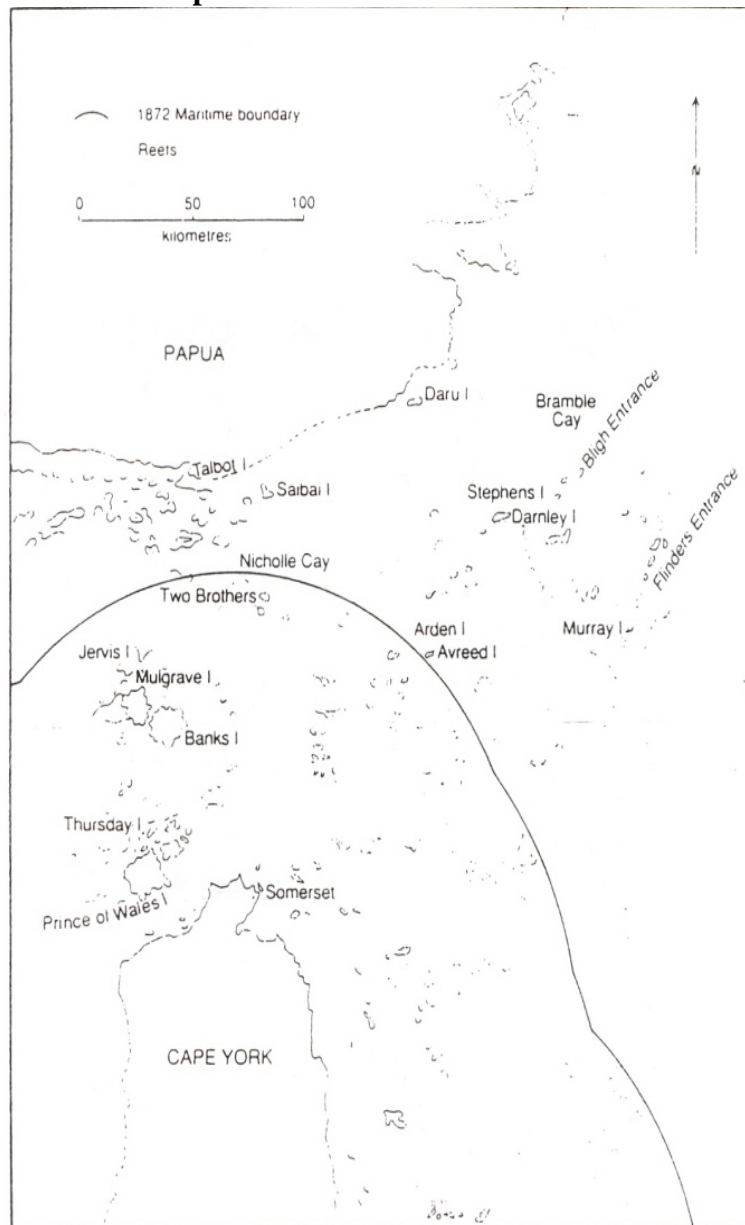 1872 Maritime boundary
Reefs
0 50 100
kilometres
N
PAPUA
Daru I
Bramble
Cay
Bligh Entrance
Talbot I
Saibai I
Stephens I
Darnley I
Flinders Entrance
Nicholle Cay
Two Brothers
Arden I
Murray I
Avreed I
Jervis I
Mulgrave I
Banks I
Thursday I
Prince of Wales I
Somerset
CAPE YORK